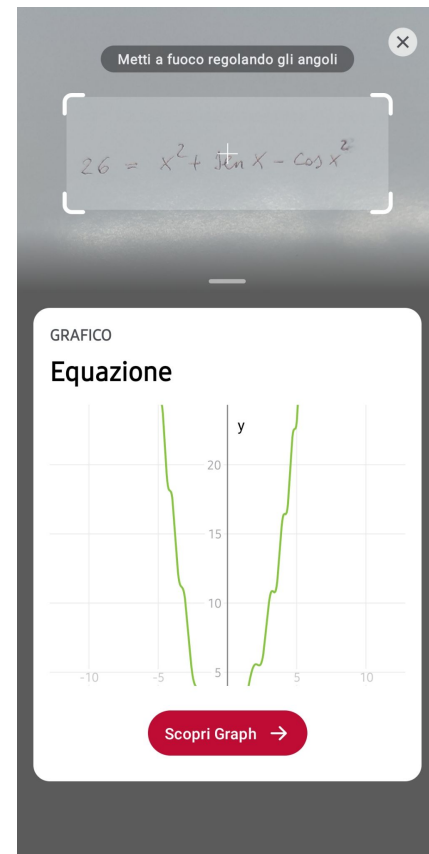 Metti a fuoco regolando gli angoli
26 = x² + sen x - cos x²
GRAFICO
Equazione
y
20
15
10
5
-10 -5 5 10
Scopri Graph →